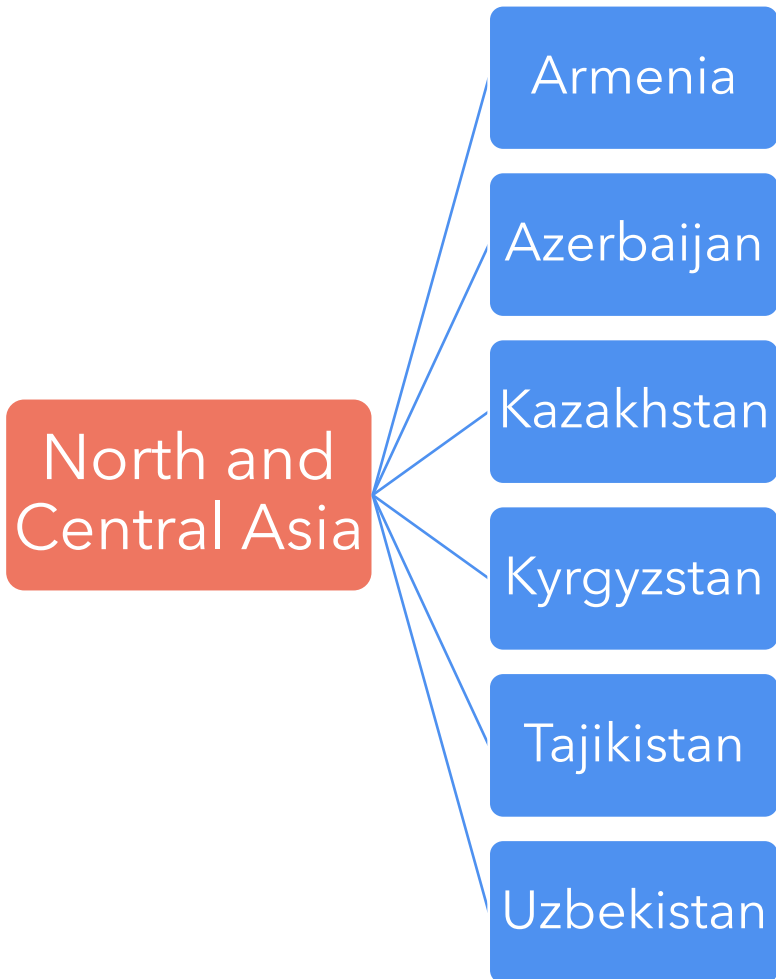 North and
Central Asia
Armenia
Azerbaijan
Kazakhstan
Kyrgyzstan
Tajikistan
Uzbekistan